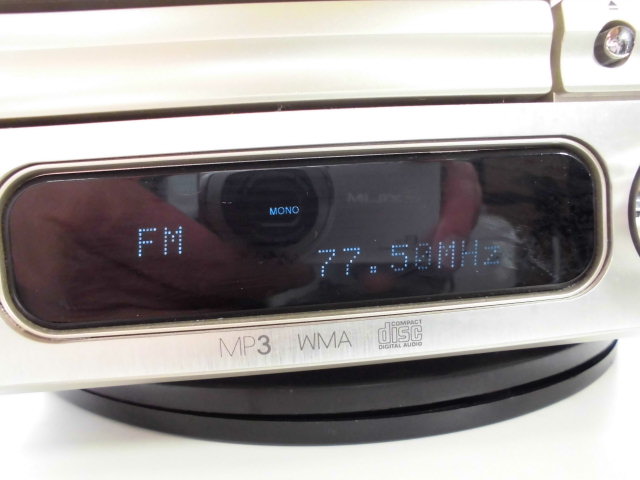 MONO
FM 77.50MHz
MP3 WMA COMPACT disc DIGITAL AUDIO